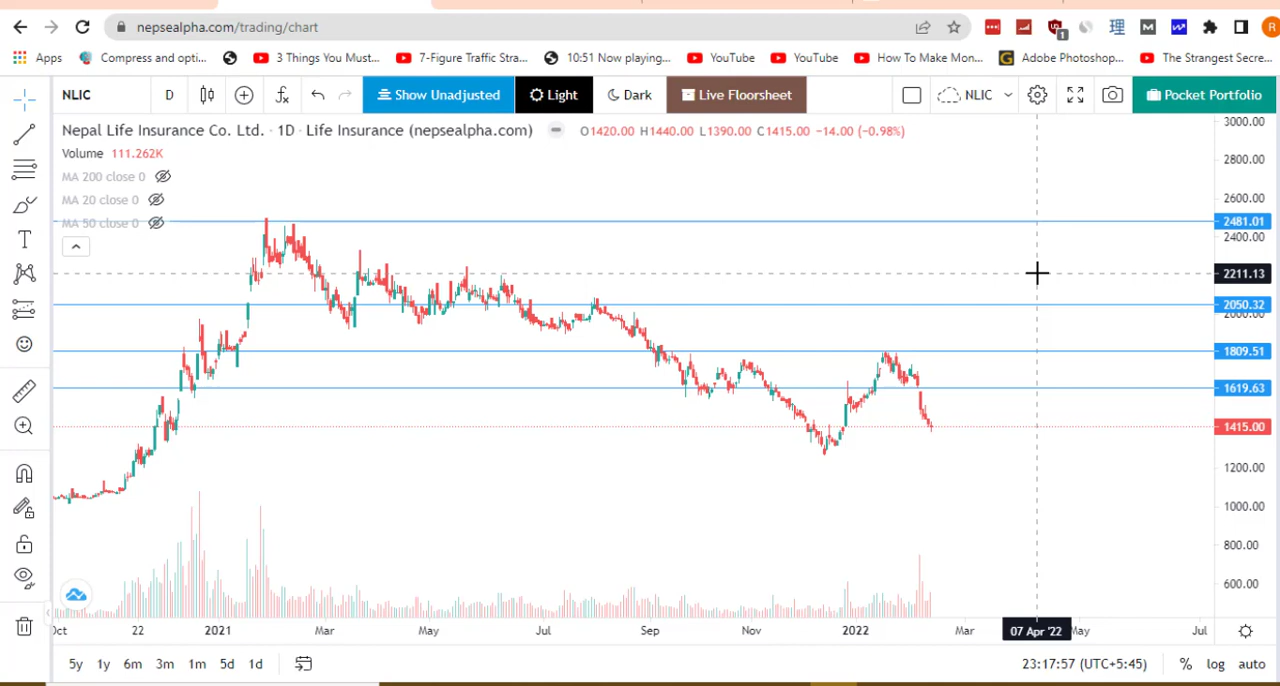 nepsealpha.com/trading/chart
1
R
Apps Compress and opti... 3 Things You Must... 7-Figure Traffic Stra... 10:51 Now playing,... YouTube YouTube How To Make Mon... Adobe Photoshop... The Strangest Secre...
NLIC D Show Unadjusted Light Dark Live Floorsheet NLIC Pocket Portfolio
Nepal Life Insurance Co. Ltd. · 1D · Life Insurance (nepsealpha.com) O1420.00 H1440.00 L1390.00 C1415.00 −14.00 (−0.98%)
Volume 111.262K
MA 200 close 0
MA 20 close 0
MA 50 close 0
3000.00
2800.00
2600.00
2481.01
2400.00
2211.13
2050.32
2000.00
1809.51
1619.63
1415.00
1200.00
1000.00
800.00
600.00
Oct 22 2021 Mar May Jul Sep Nov 2022 Mar 07 Apr '22 May Jul
5y 1y 6m 3m 1m 5d 1d 23:17:57 (UTC+5:45) % log auto